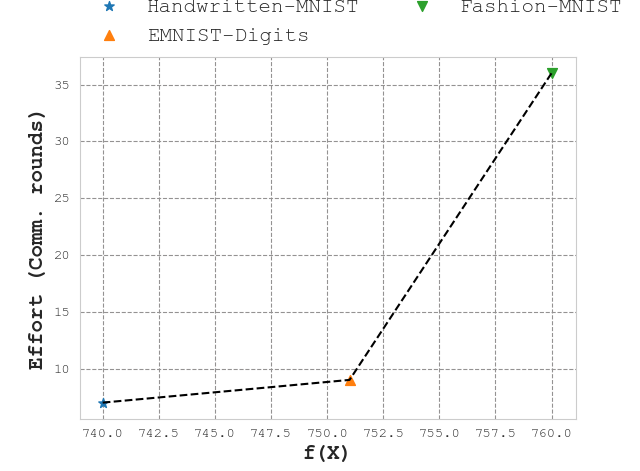 Handwritten-MNIST
Fashion-MNIST
EMNIST-Digits
Effort (Comm. rounds)
35
30
25
20
15
10
740.0 742.5 745.0 747.5 750.0 752.5 755.0 757.5 760.0
f(X)